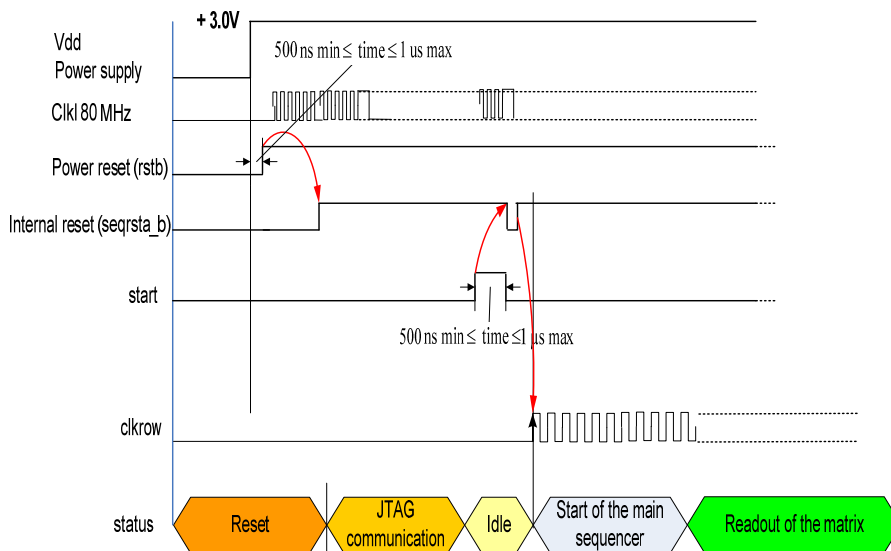 + 3.0V
Vdd
Power supply
500 ns min ≤ time ≤ 1 us max
Clkl 80 MHz
Power reset (rstb)
Internal reset (seqrsta_b)
start
500 ns min ≤ time ≤1 µs max
clkrow
status
Reset
JTAG
communication
Idle
Start of the main
sequencer
Readout of the matrix